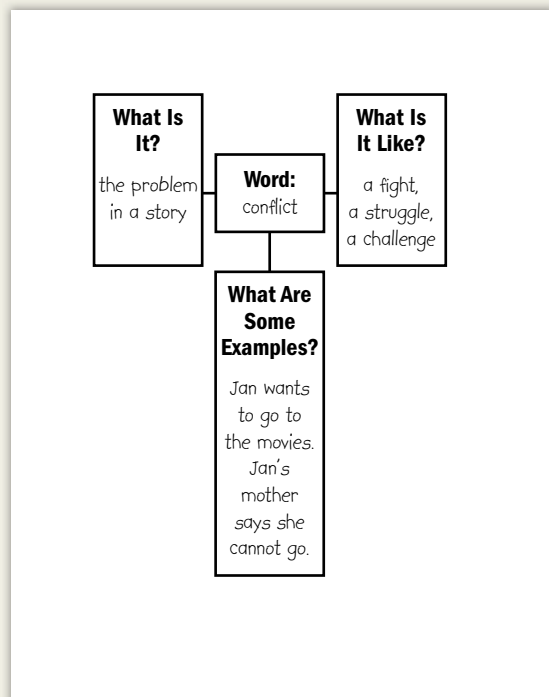 What Is
It?
the problem
in a story
Word:
conflict
What Is
It Like?
a fight,
a struggle,
a challenge
What Are
Some
Examples?
Jan wants
to go to
the movies.
Jan's
mother
says she
cannot go.